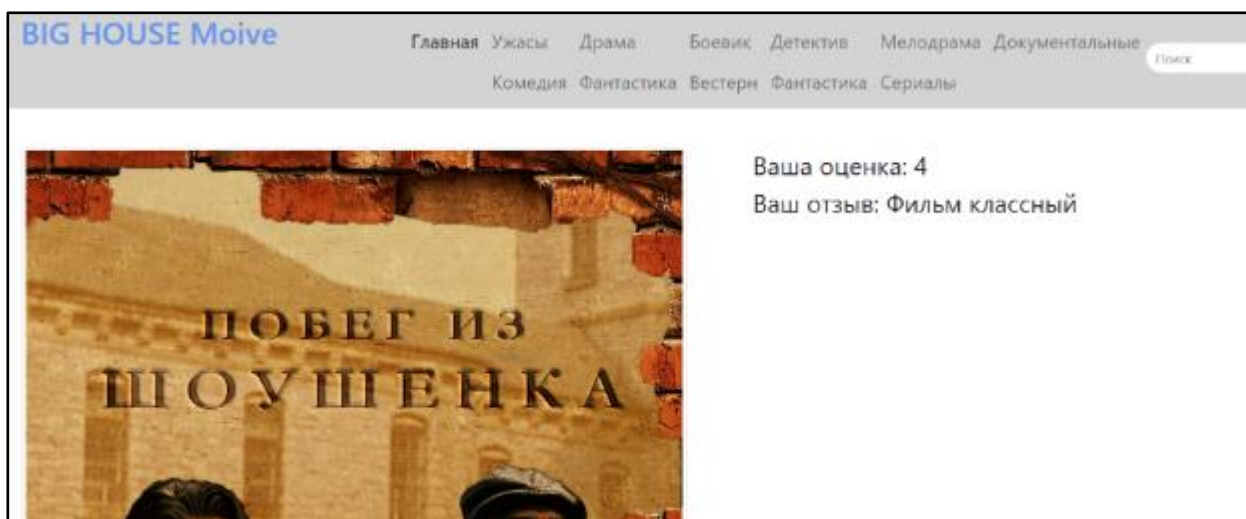 BIG HOUSE Moive
Главная Ужасы Драма Боевик Детектив Мелодрама Документальные
Поиск
Комедия Фантастика Вестерн Фантастика Сериалы
Ваша оценка: 4
Ваш отзыв: Фильм классный
ПОБЕГ ИЗ
ШОУШЕНКА